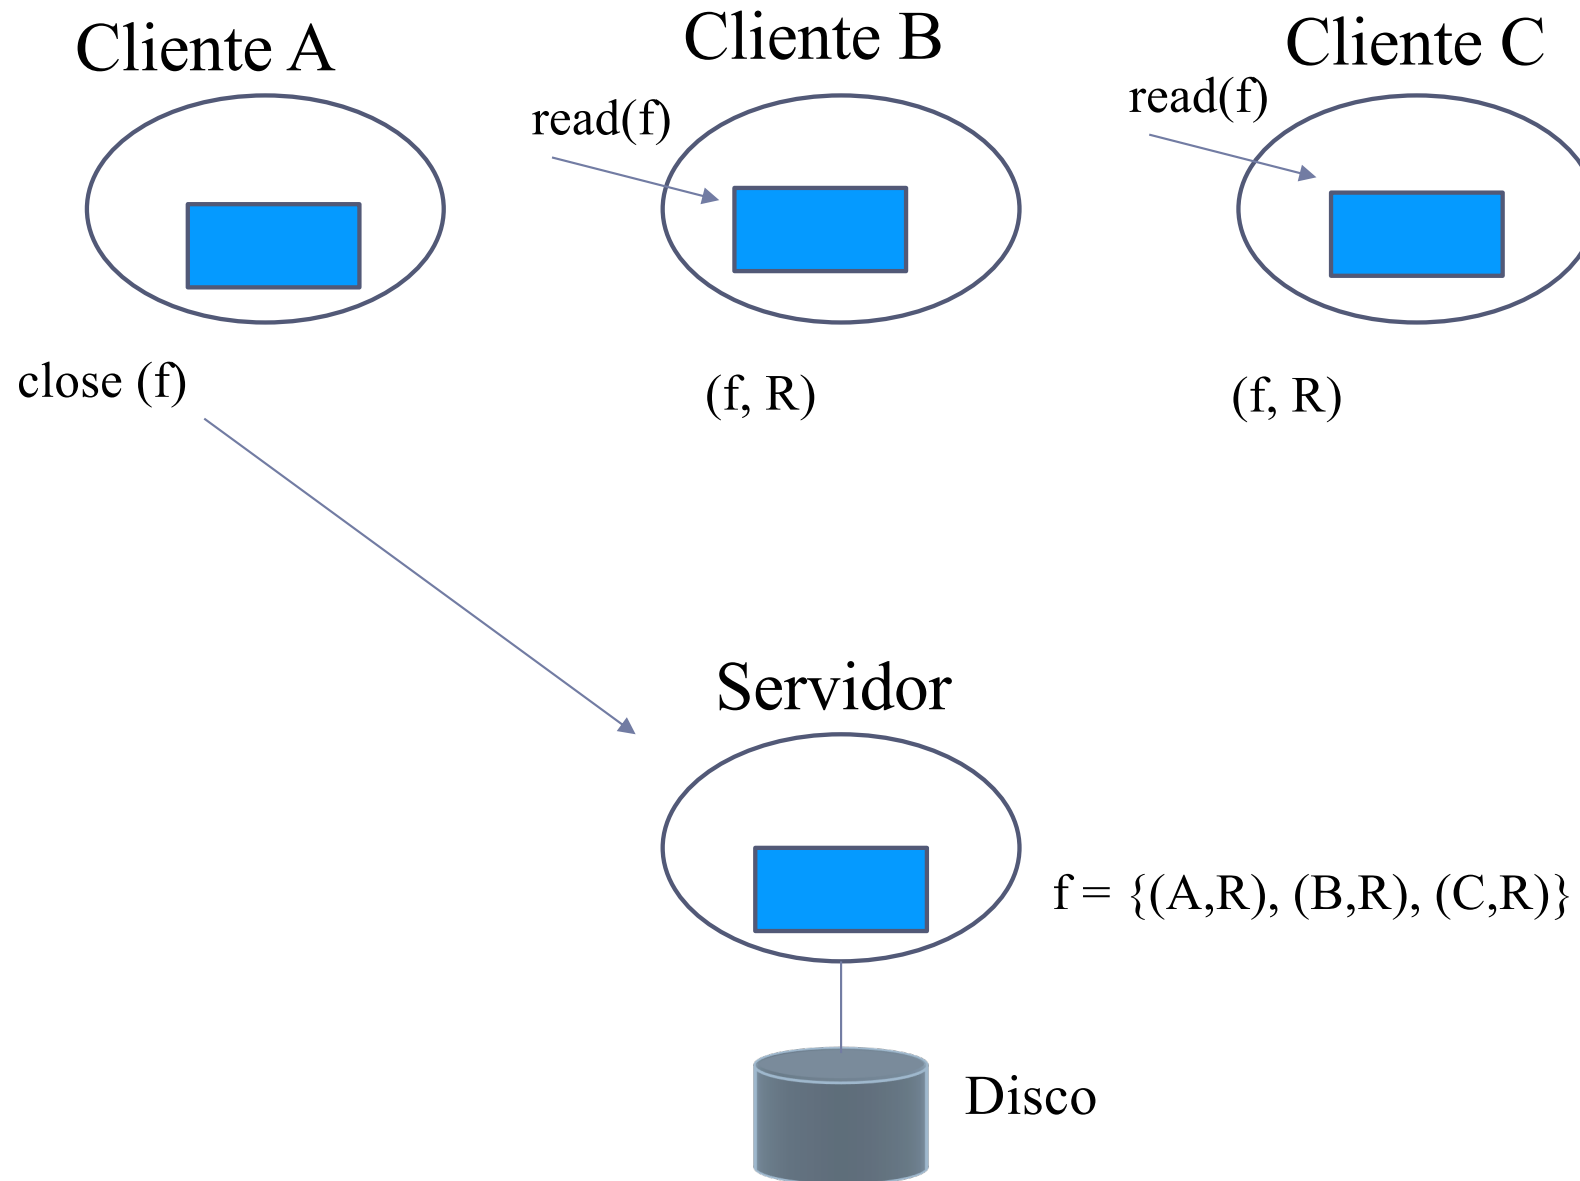 Cliente A
Cliente B
Cliente C
read(f)
read(f)
close (f)
(f, R)
(f, R)
Servidor
f = {(A,R), (B,R), (C,R)}
Disco